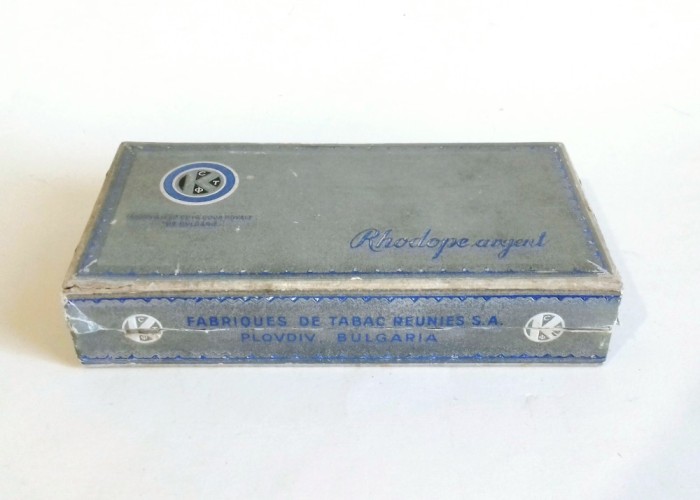 К
С
Т
Ф
Rhodope argent
FABRIQUES DE TABAC REUNIES S.A.
PLOVDIV BULGARIA